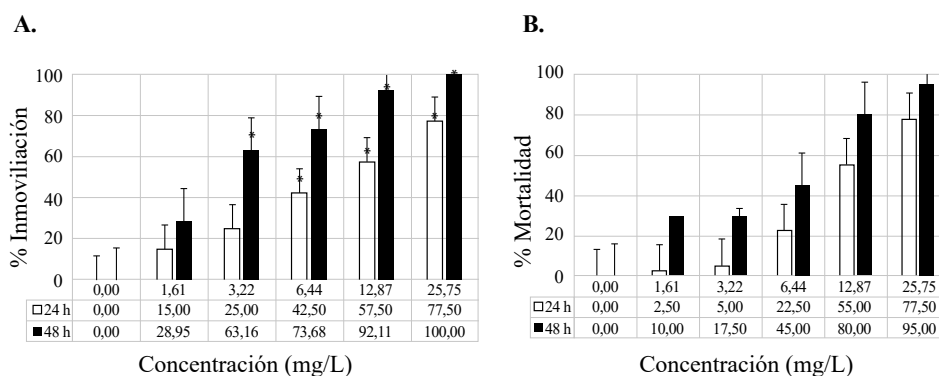 A.
% Inmoviliación
100
80
60
40
20
0
* * * * * * *
0,00 1,61 3,22 6,44 12,87 25,75
24 h 0,00 15,00 25,00 42,50 57,50 77,50
48 h 0,00 28,95 63,16 73,68 92,11 100,00
Concentración (mg/L)
B.
% Mortalidad
100
80
60
40
20
0
0,00 1,61 3,22 6,44 12,87 25,75
24 h 0,00 2,50 5,00 22,50 55,00 77,50
48 h 0,00 10,00 17,50 45,00 80,00 95,00
Concentración (mg/L)